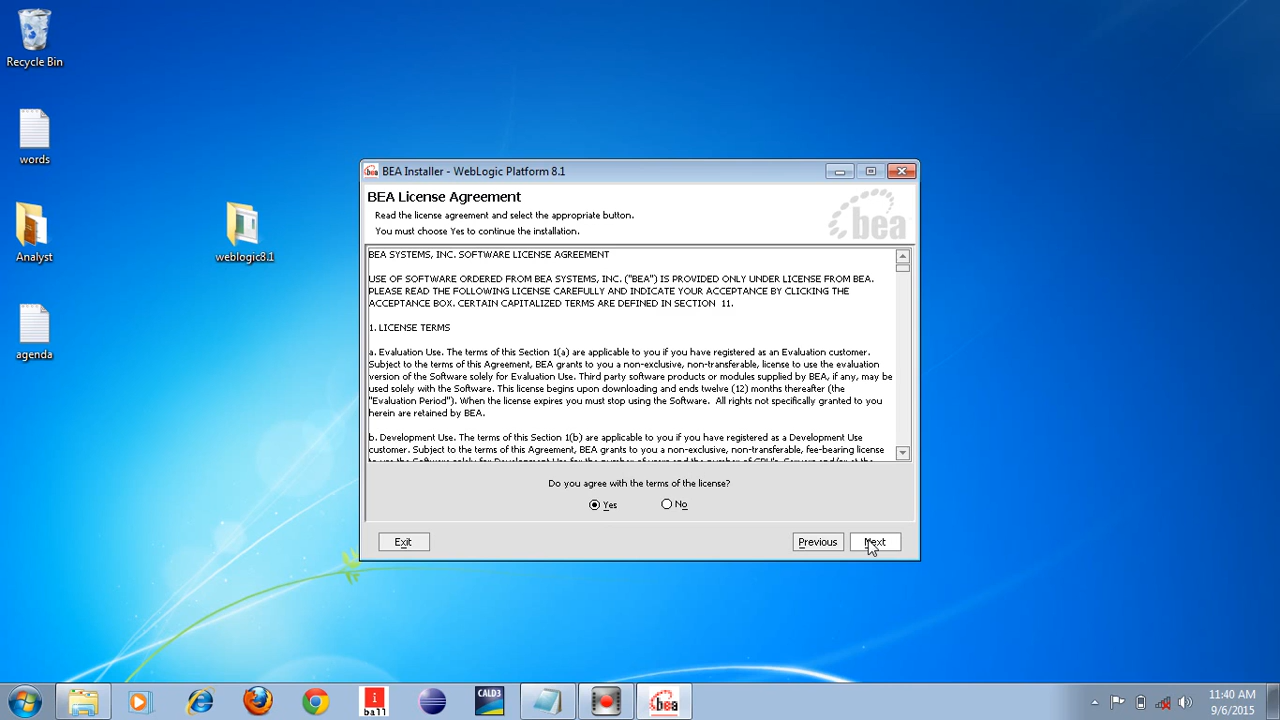 Recycle Bin
words
Analyst
agenda
weblogic8.1
BEA Installer - WebLogic Platform 8.1
BEA License Agreement
Read the license agreement and select the appropriate button.
You must choose Yes to continue the installation.
bea
BEA SYSTEMS, INC. SOFTWARE LICENSE AGREEMENT
USE OF SOFTWARE ORDERED FROM BEA SYSTEMS, INC. ("BEA") IS PROVIDED ONLY UNDER LICENSE FROM BEA.
PLEASE READ THE FOLLOWING LICENSE CAREFULLY AND INDICATE YOUR ACCEPTANCE BY CLICKING THE
ACCEPTANCE BOX. CERTAIN CAPITALIZED TERMS ARE DEFINED IN SECTION 11.
1. LICENSE TERMS
a. Evaluation Use. The terms of this Section 1(a) are applicable to you if you have registered as an Evaluation customer.
Subject to the terms of this Agreement, BEA grants to you a non-exclusive, non-transferable, license to use the evaluation
version of the Software solely for Evaluation Use. Third party software products or modules supplied by BEA, if any, may be
used solely with the Software. This license begins upon downloading and ends twelve (12) months thereafter (the
"Evaluation Period"). When the license expires you must stop using the Software. All rights not specifically granted to you
herein are retained by BEA.
b. Development Use. The terms of this Section 1(b) are applicable to you if you have registered as a Development Use
customer. Subject to the terms of this Agreement, BEA grants to you a non-exclusive, non-transferable, fee-bearing license
Do you agree with the terms of the license?
Yes No
Exit Previous Next
i ball
CALD3
bea
11:40 AM
9/6/2015